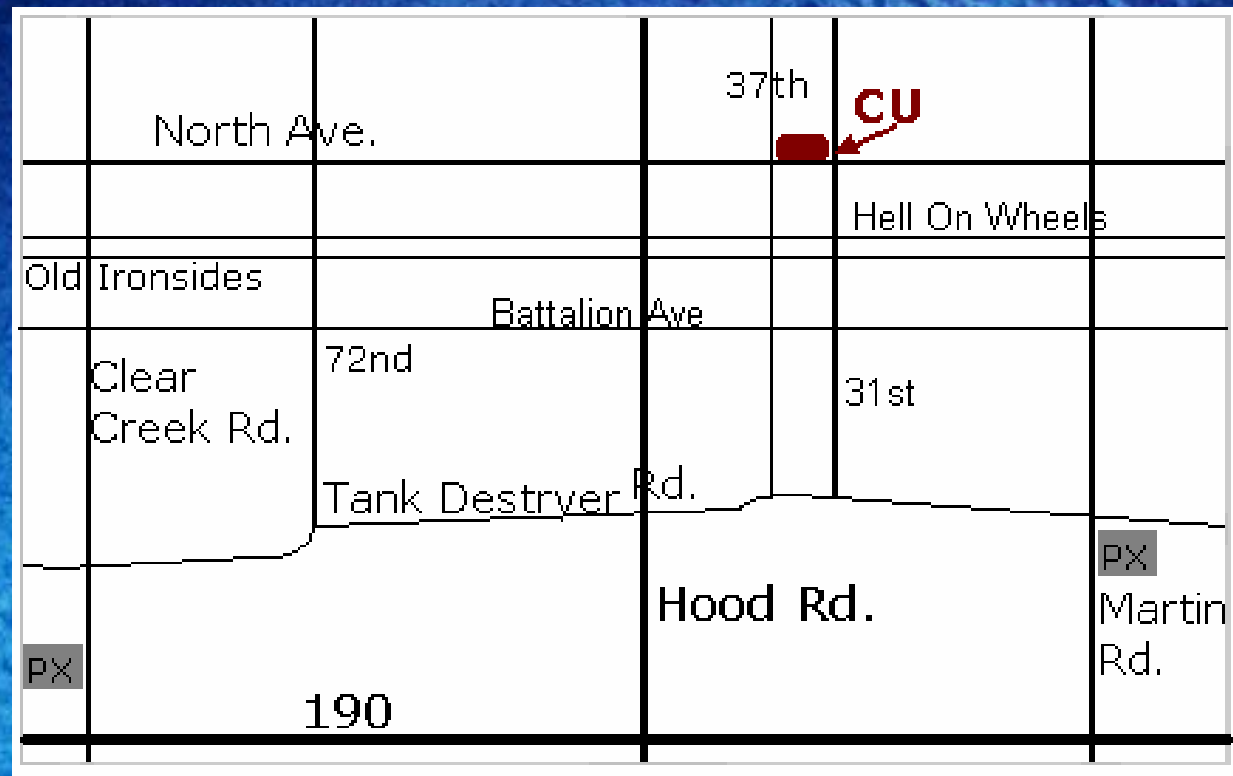 37th
CU
North Ave.
Hell On Wheels
Old Ironsides
Battalion Ave
72nd
Clear
Creek Rd.
31st
Tank Destryer Rd.
PX
Hood Rd.
Martin
Rd.
PX
190